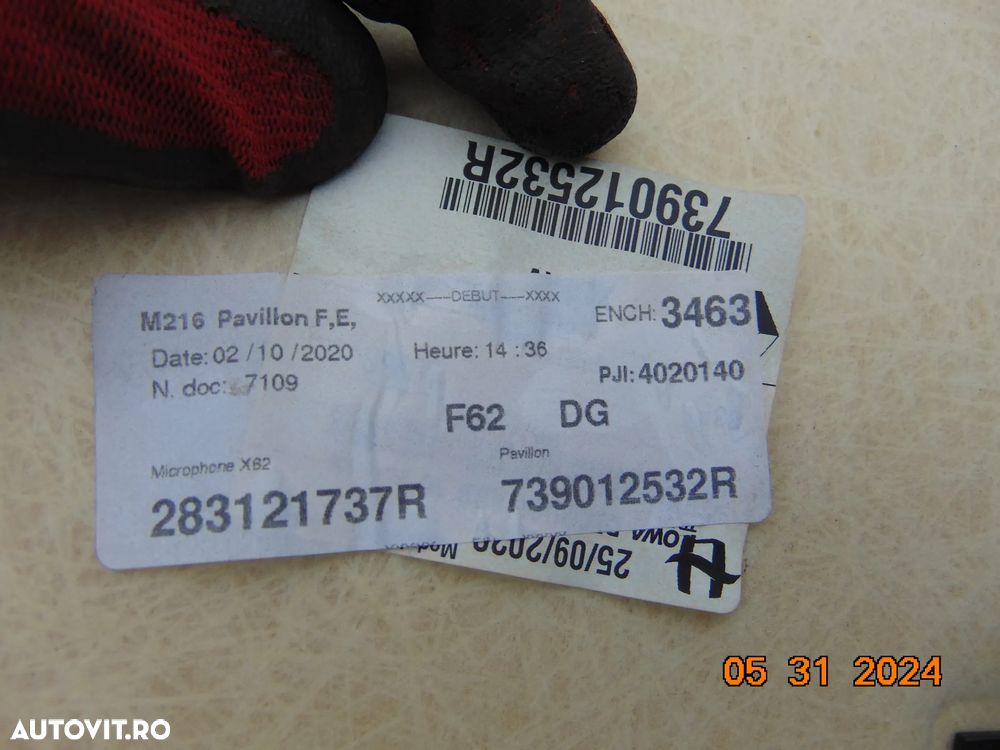 739012532R
XXXXX----DEBUT----XXXX
M216 Pavillon F,E,
ENCH: 3463
Date: 02 /10 /2020
Heure: 14 : 36
N. doc: 7109
PJI: 4020140
F62 DG
Microphone X62
Pavillon
283121737R
739012532R
25/09/2020
05 31 2024
AUTOVIT.RO